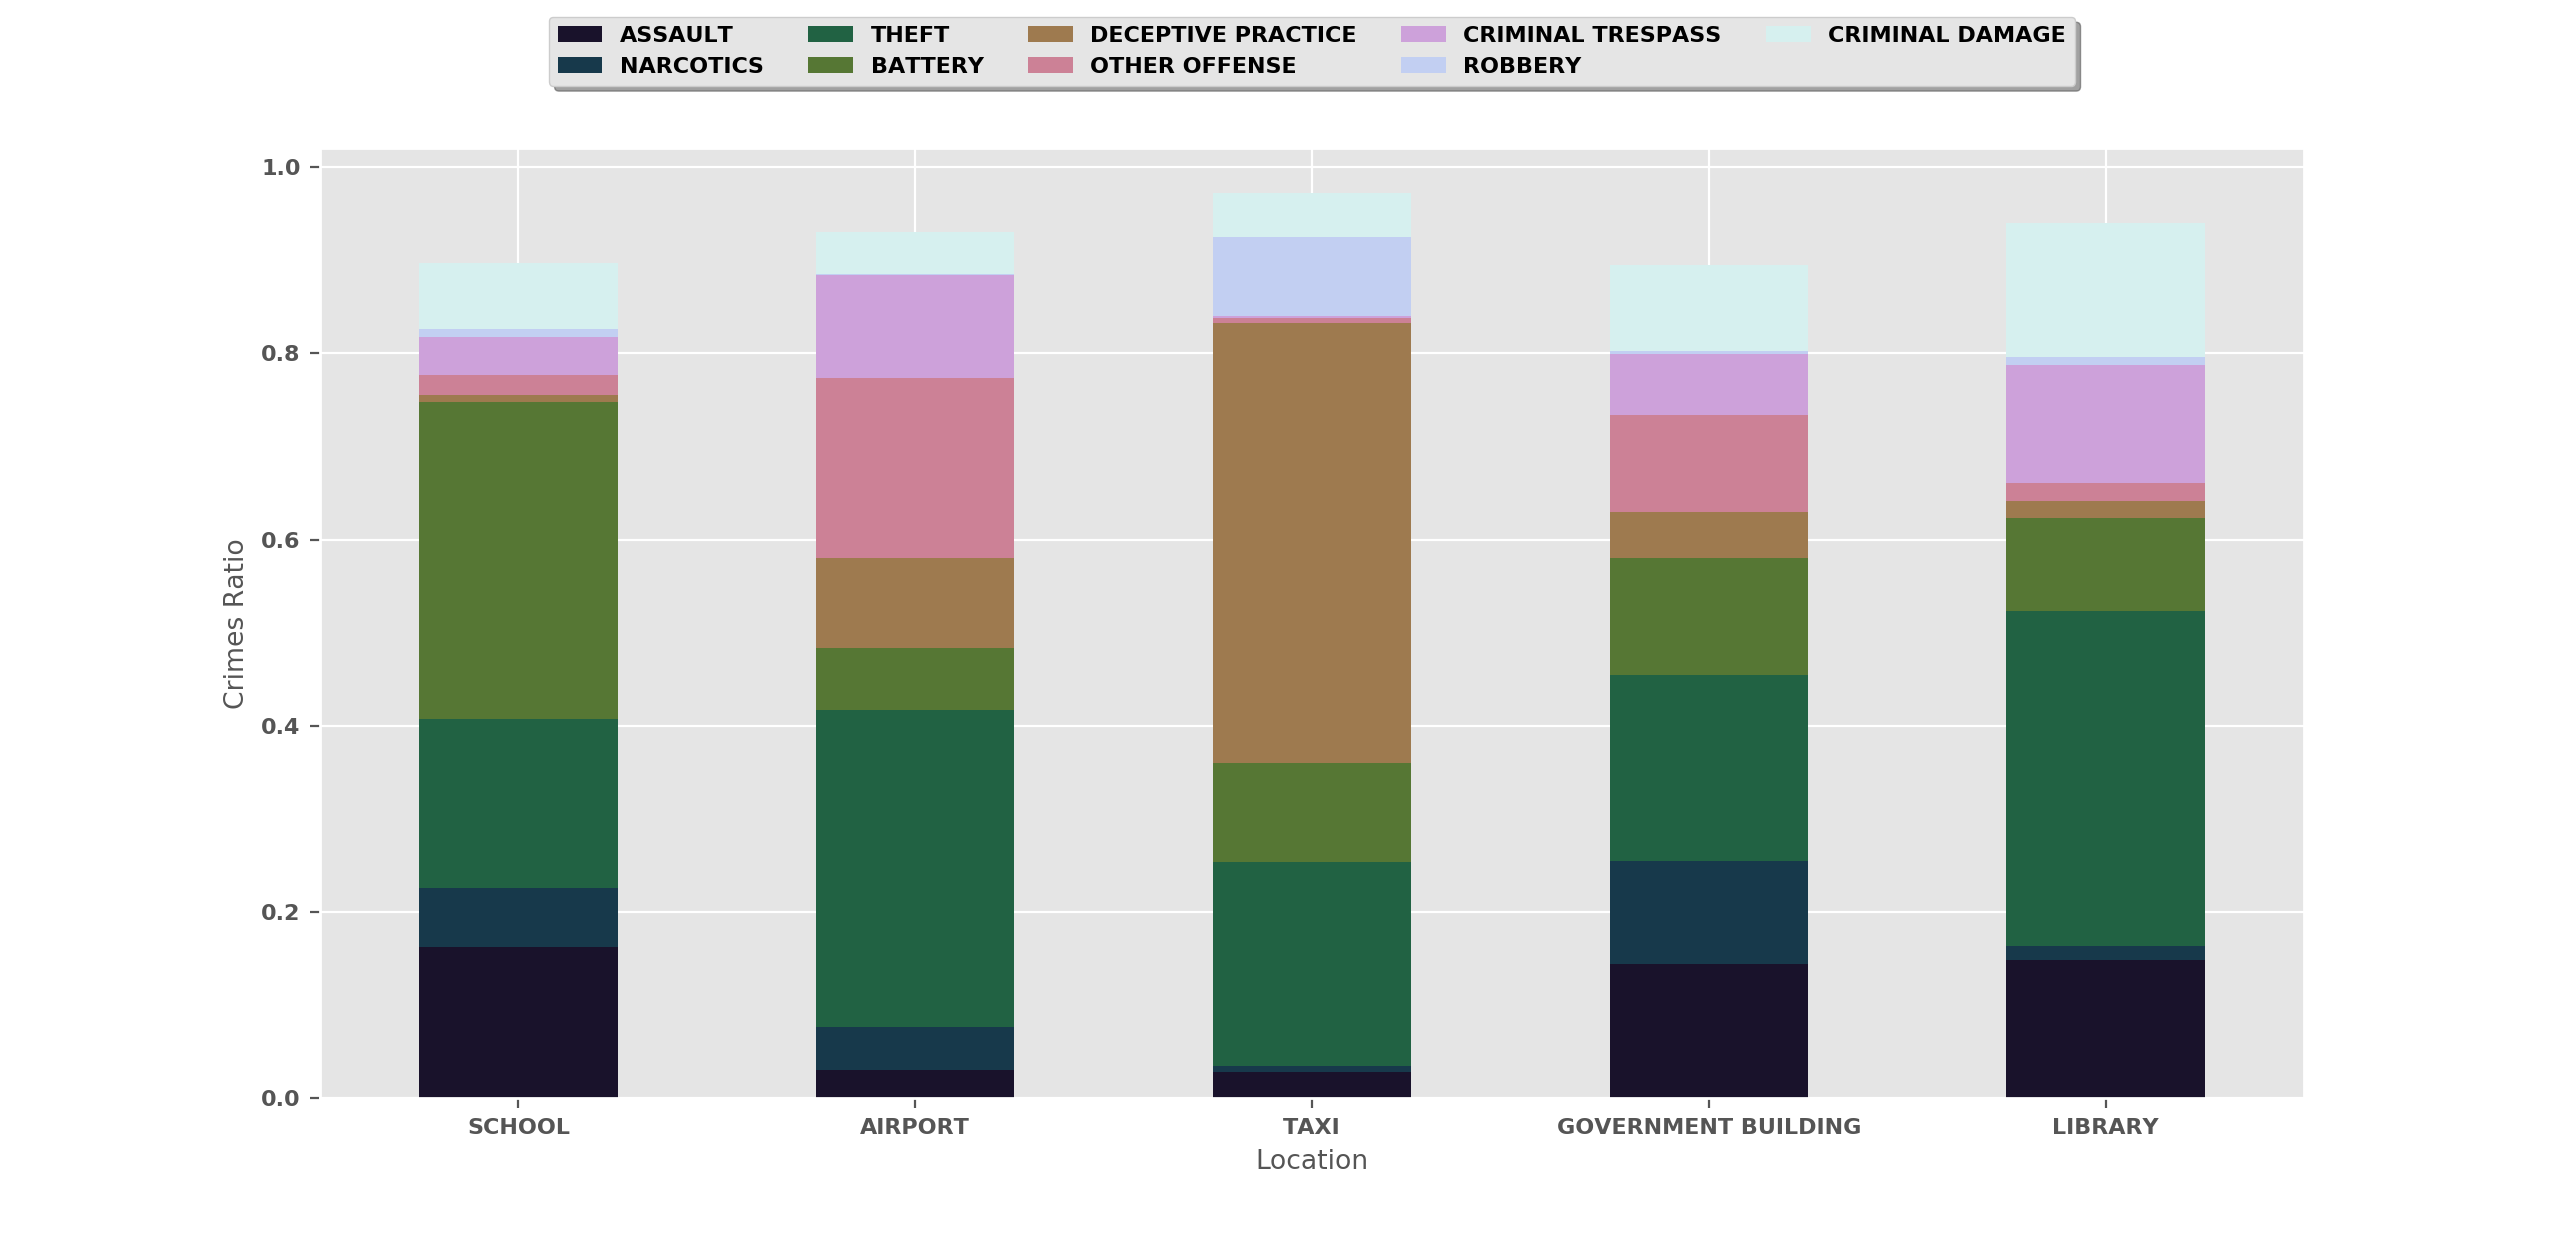 ASSAULT THEFT DECEPTIVE PRACTICE CRIMINAL TRESPASS CRIMINAL DAMAGE
NARCOTICS BATTERY OTHER OFFENSE ROBBERY
1.0
0.8
0.6
0.4
0.2
0.0
Crimes Ratio
SCHOOL AIRPORT TAXI GOVERNMENT BUILDING LIBRARY
Location